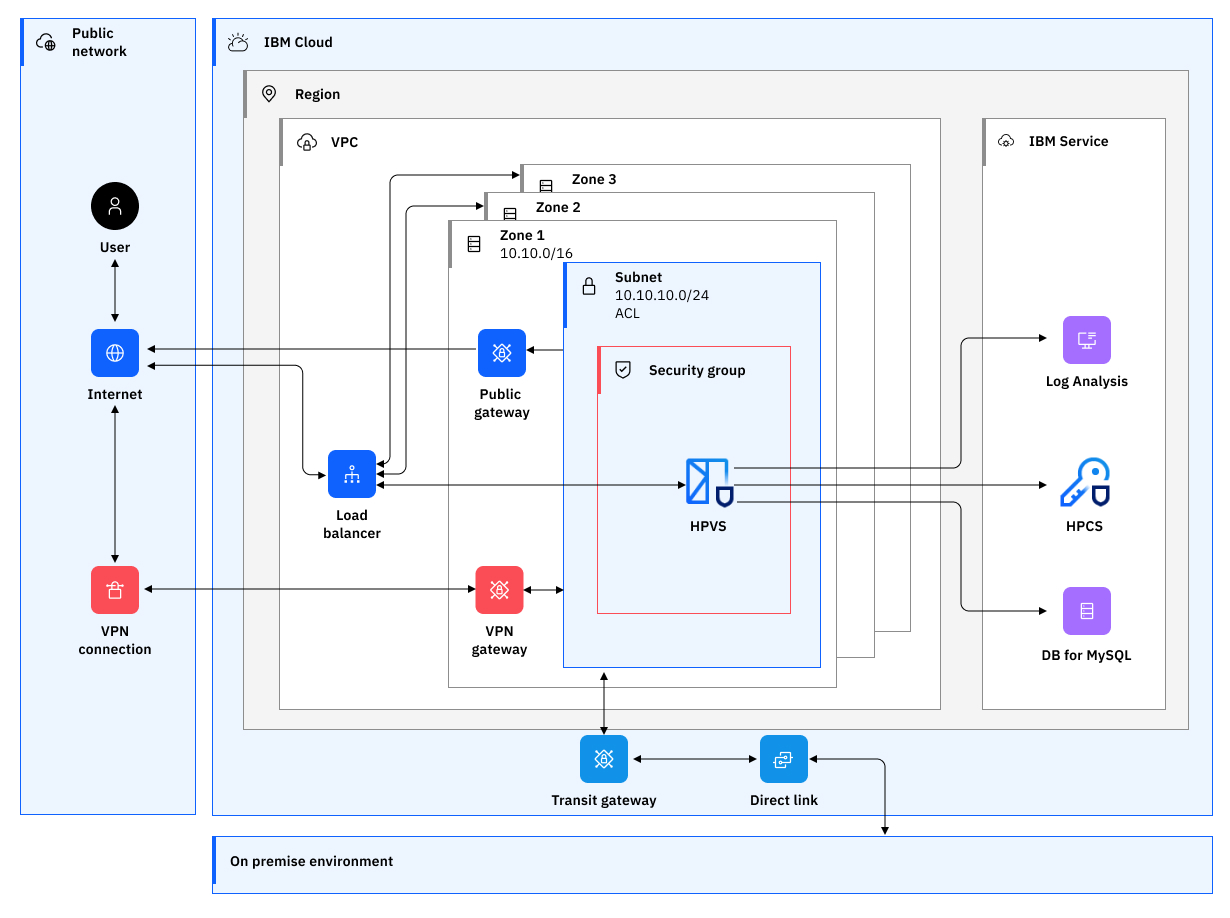 Public
network
IBM Cloud
Region
VPC
IBM Service
Zone 3
Zone 2
Zone 1
10.10.0/16
Subnet
10.10.10.0/24
ACL
Security group
User
Internet
Public
gateway
Log Analysis
Load
balancer
HPVS
HPCS
VPN
connection
VPN
gateway
DB for MySQL
Transit gateway
Direct link
On premise environment